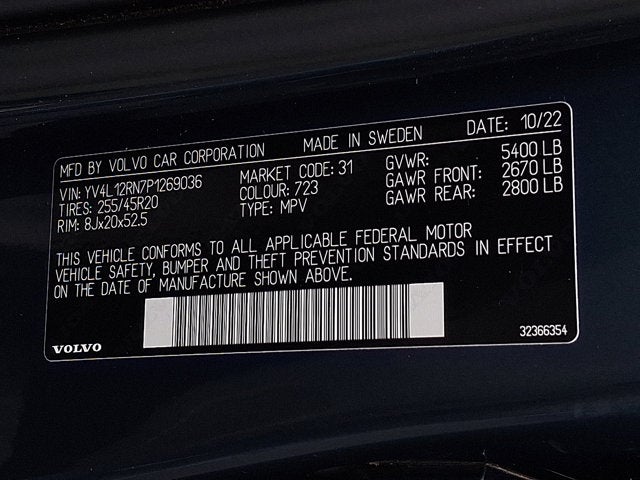 MFD BY VOLVO CAR CORPORATION MADE IN SWEDEN DATE: 10/22
VIN: YV4L12RN7P1269036 MARKET CODE: 31 GVWR: 5400 LB
TIRES: 255/45R20 COLOUR: 723 GAWR FRONT: 2670 LB
RIM: 8Jx20x52.5 TYPE: MPV GAWR REAR: 2800 LB
THIS VEHICLE CONFORMS TO ALL APPLICABLE FEDERAL MOTOR
VEHICLE SAFETY, BUMPER AND THEFT PREVENTION STANDARDS IN EFFECT
ON THE DATE OF MANUFACTURE SHOWN ABOVE.
VOLVO 32366354